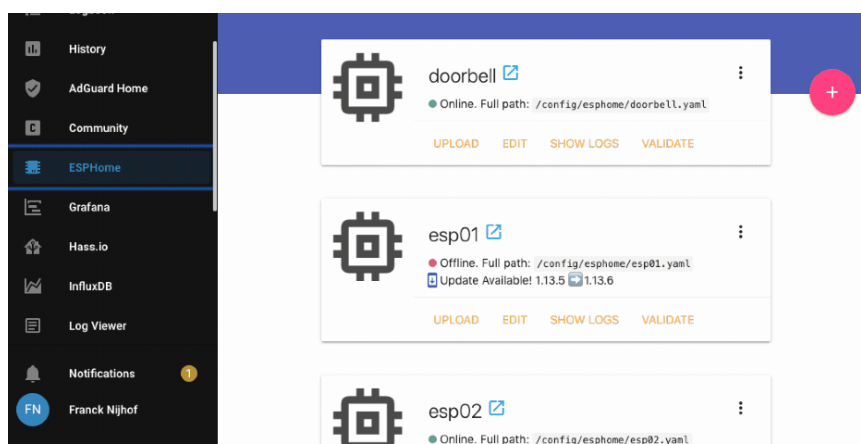 History
AdGuard Home
C
Community
ESPHome
Grafana
Hass.io
InfluxDB
Log Viewer
Notifications
1
FN
Franck Nijhof
doorbell
Online. Full path: /config/esphome/doorbell.yaml
UPLOAD EDIT SHOW LOGS VALIDATE
+
esp01
Offline. Full path: /config/esphome/esp01.yaml
Update Available! 1.13.5 ➡️ 1.13.6
UPLOAD EDIT SHOW LOGS VALIDATE
esp02
Online. Full path: /config/esphome/esp02.yaml